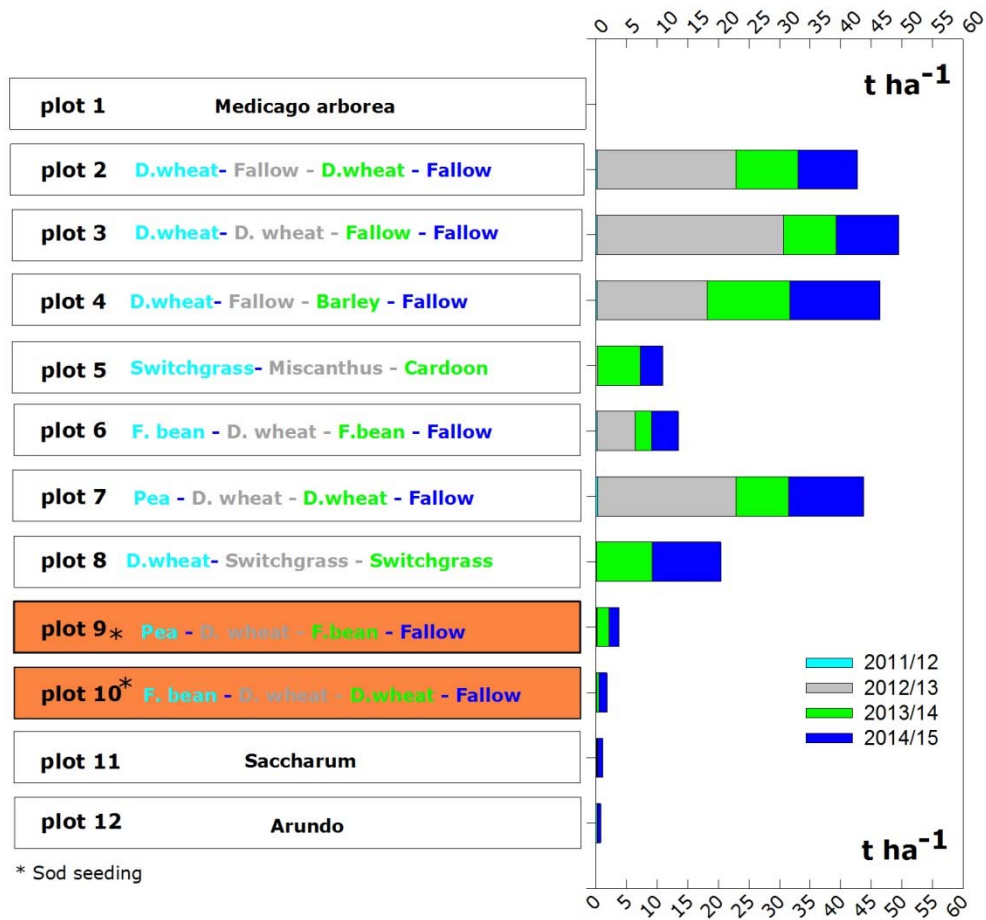 0 5 10 15 20 25 30 35 40 45 50 55 60
t ha-1
plot 1 Medicago arborea
plot 2 D.wheat- Fallow - D.wheat - Fallow
plot 3 D.wheat- D. wheat - Fallow - Fallow
plot 4 D.wheat- Fallow - Barley - Fallow
plot 5 Switchgrass- Miscanthus - Cardoon
plot 6 F. bean - D. wheat - F.bean - Fallow
plot 7 Pea - D. wheat - D.wheat - Fallow
plot 8 D.wheat- Switchgrass - Switchgrass
plot 9* Pea - D. wheat - F.bean - Fallow
plot 10* F. bean - D. wheat - D.wheat - Fallow
plot 11 Saccharum
plot 12 Arundo
2011/12
2012/13
2013/14
2014/15
t ha-1
* Sod seeding
0 5 10 15 20 25 30 35 40 45 50 55 60